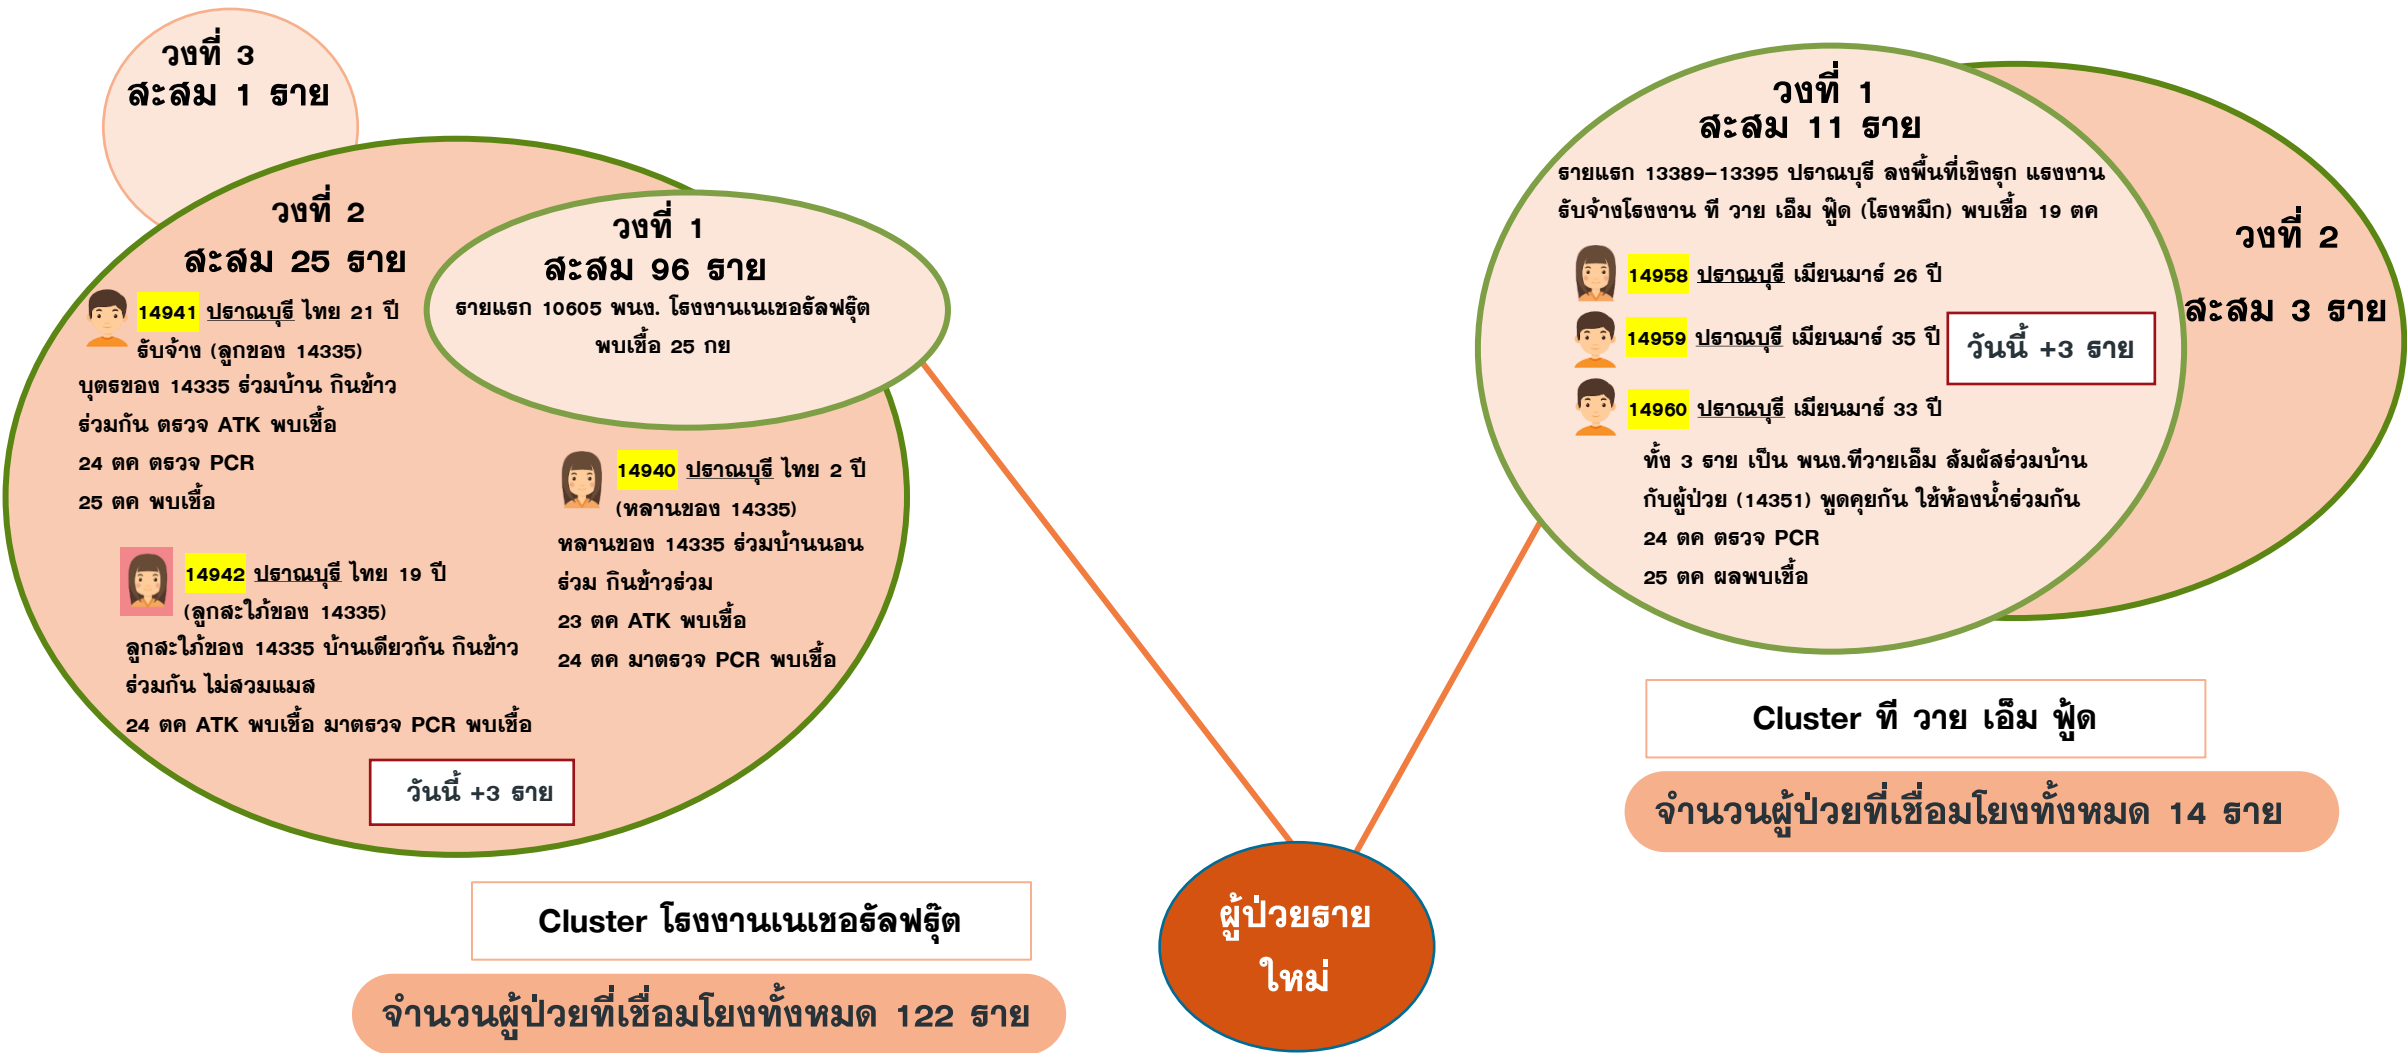 วงที่ 3
สะสม 1 ราย
วงที่ 2
สะสม 25 ราย
14941 ปราณบุรี ไทย 21 ปี
รับจ้าง (ลูกของ 14335)
บุตรของ 14335 ร่วมบ้าน กินข้าว
ร่วมกัน ตรวจ ATK พบเชื้อ
24 ตค ตรวจ PCR
25 ตค พบเชื้อ
14942 ปราณบุรี ไทย 19 ปี
(ลูกสะใภ้ของ 14335)
ลูกสะใภ้ของ 14335 บ้านเดียวกัน กินข้าว
ร่วมกัน ไม่สวมแมส
24 ตค ATK พบเชื้อ มาตรวจ PCR พบเชื้อ
วันนี้ +3 ราย
วงที่ 1
สะสม 96 ราย
รายแรก 10605 พนง. โรงงานเนเชอรัลฟรุ๊ต
พบเชื้อ 25 กย
14940 ปราณบุรี ไทย 2 ปี
(หลานของ 14335)
หลานของ 14335 ร่วมบ้านนอน
ร่วม กินข้าวร่วม
23 ตค ATK พบเชื้อ
24 ตค มาตรวจ PCR พบเชื้อ
Cluster โรงงานเนเชอรัลฟรุ๊ต
จำนวนผู้ป่วยที่เชื่อมโยงทั้งหมด 122 ราย
ผู้ป่วยราย
ใหม่
วงที่ 1
สะสม 11 ราย
รายแรก 13389-13395 ปราณบุรี ลงพื้นที่เชิงรุก แรงงาน
รับจ้างโรงงาน ที วาย เอ็ม ฟู๊ด (โรงหมึก) พบเชื้อ 19 ตค
14958 ปราณบุรี เมียนมาร์ 26 ปี
14959 ปราณบุรี เมียนมาร์ 35 ปี
14960 ปราณบุรี เมียนมาร์ 33 ปี
วันนี้ +3 ราย
ทั้ง 3 ราย เป็น พนง.ทีวายเอ็ม สัมผัสร่วมบ้าน
กับผู้ป่วย (14351) พูดคุยกัน ใช้ห้องน้ำร่วมกัน
24 ตค ตรวจ PCR
25 ตค ผลพบเชื้อ
วงที่ 2
สะสม 3 ราย
Cluster ที วาย เอ็ม ฟู้ด
จำนวนผู้ป่วยที่เชื่อมโยงทั้งหมด 14 ราย